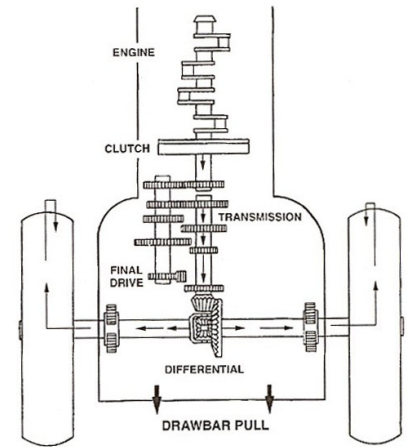 ENGINE
CLUTCH
TRANSMISSION
FINAL
DRIVE
DIFFERENTIAL
DRAWBAR PULL